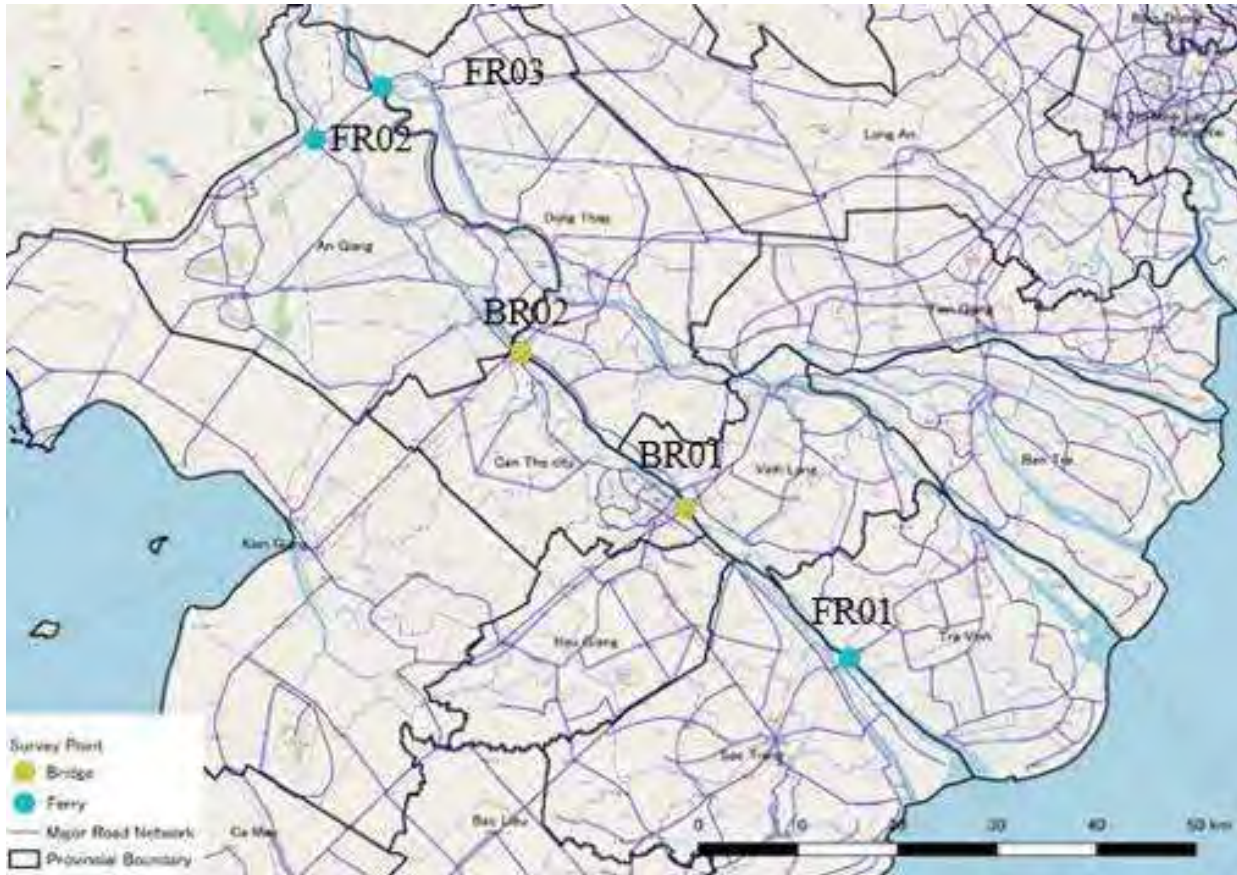 FR03
FR02
Long An
Dong Thap
An Giang
BR02
Tien Giang
BR01
Can Tho city
Vinh Long
Ben Tre
Kien Giang
FR01
Hau Giang
Tra Vinh
Survey Point
Bridge
Ferry
Major Road Network
Provincial Boundary
Soc Trang
Ca Mau
Bac Lieu
0 10 20 30 40 50 km